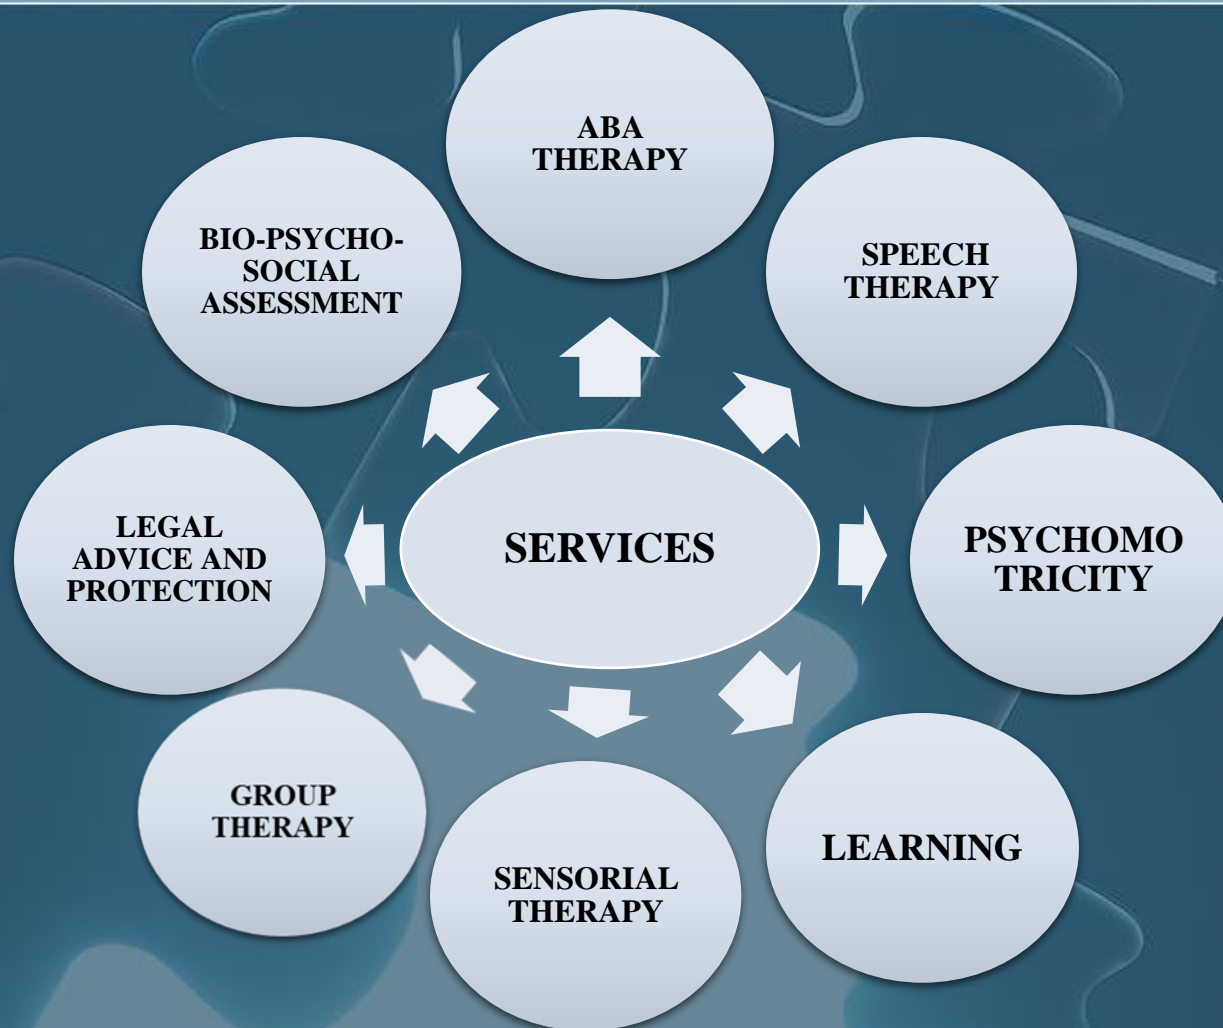 ABA
THERAPY
SPEECH
THERAPY
PSYCHOMO
TRICITY
LEARNING
SENSORIAL
THERAPY
GROUP
THERAPY
LEGAL
ADVICE AND
PROTECTION
BIO-PSYCHO-
SOCIAL
ASSESSMENT
SERVICES